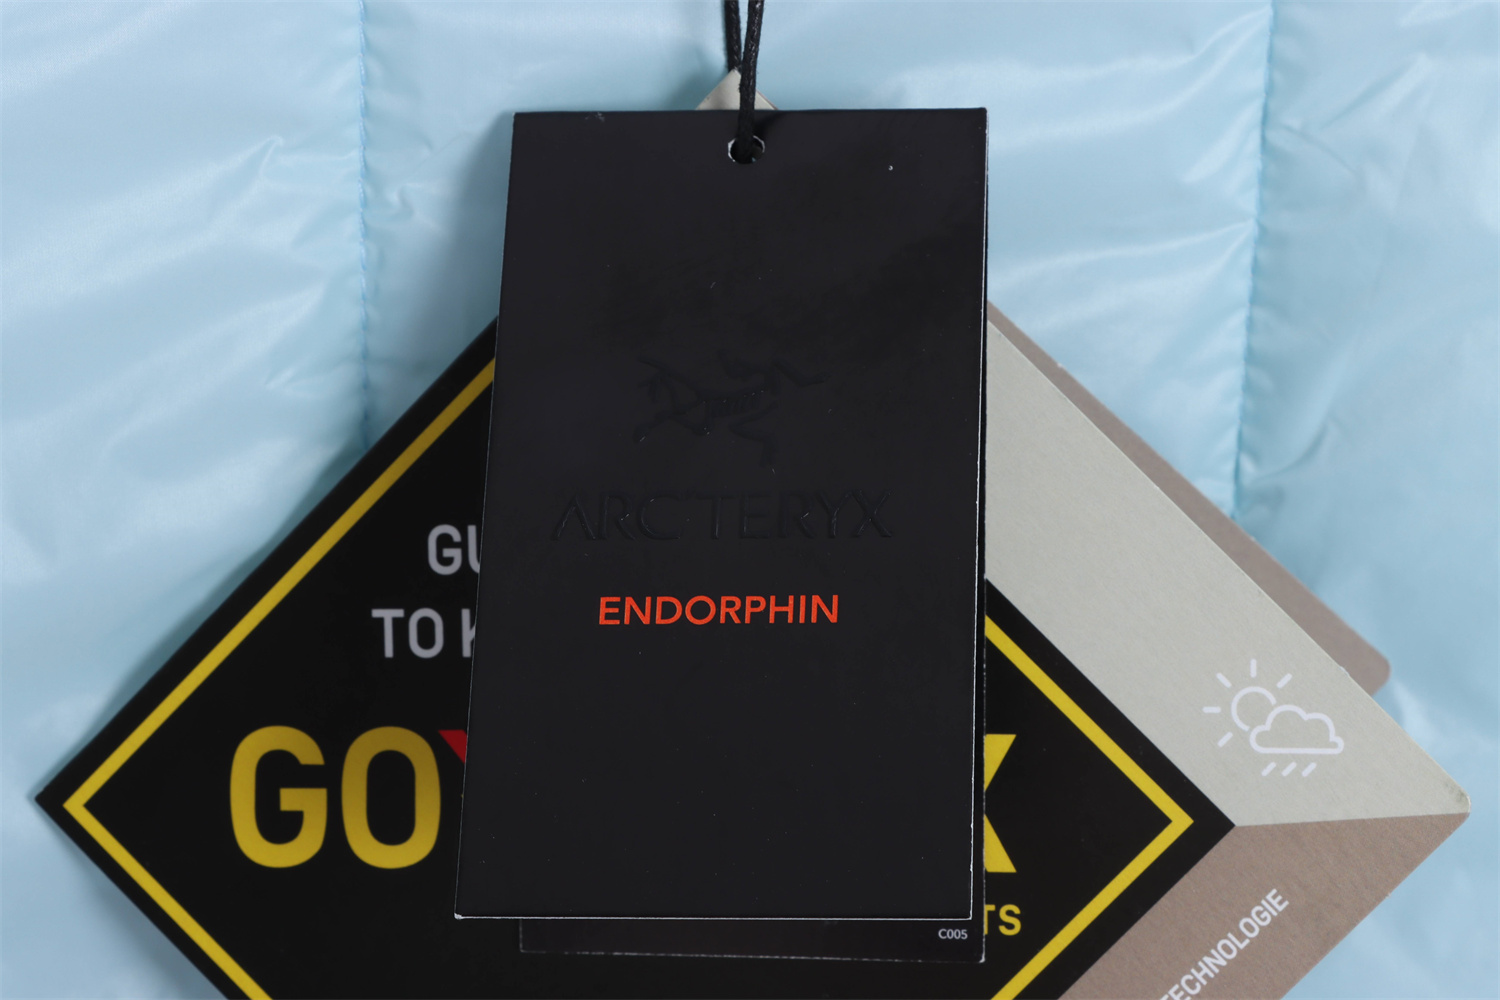 ARC'TERYX
ENDORPHIN
GU
TO K
GO
X
TS
C005
TECHNOLOGIE